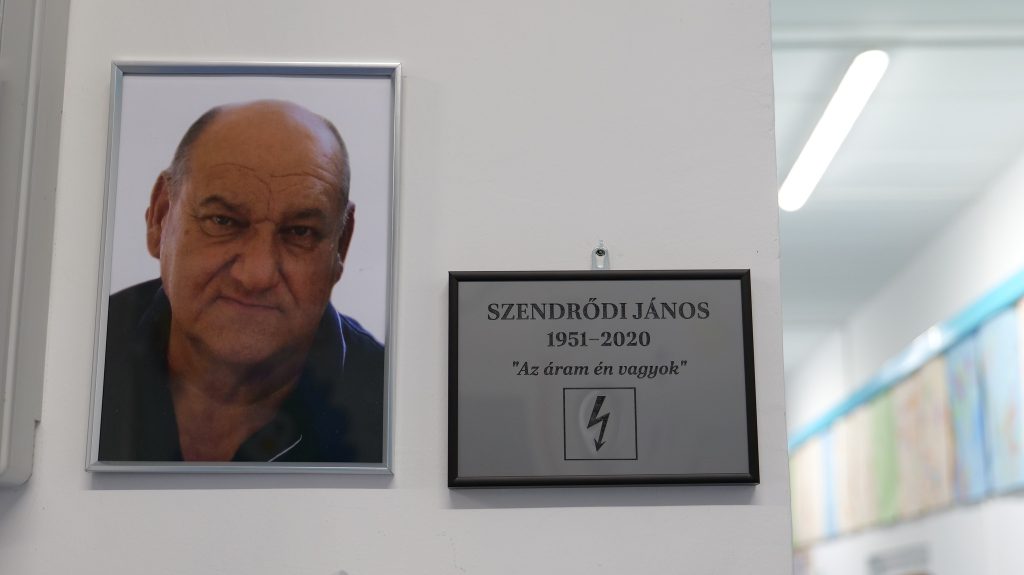 SZENDRŐDI JÁNOS
1951–2020
"Az áram én vagyok"